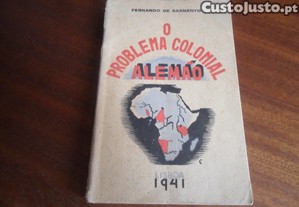 CustoJusto.pt
FERNANDO DE
O
PROBLEMA COLONIAL
ALEMÃO
LISBOA
1941